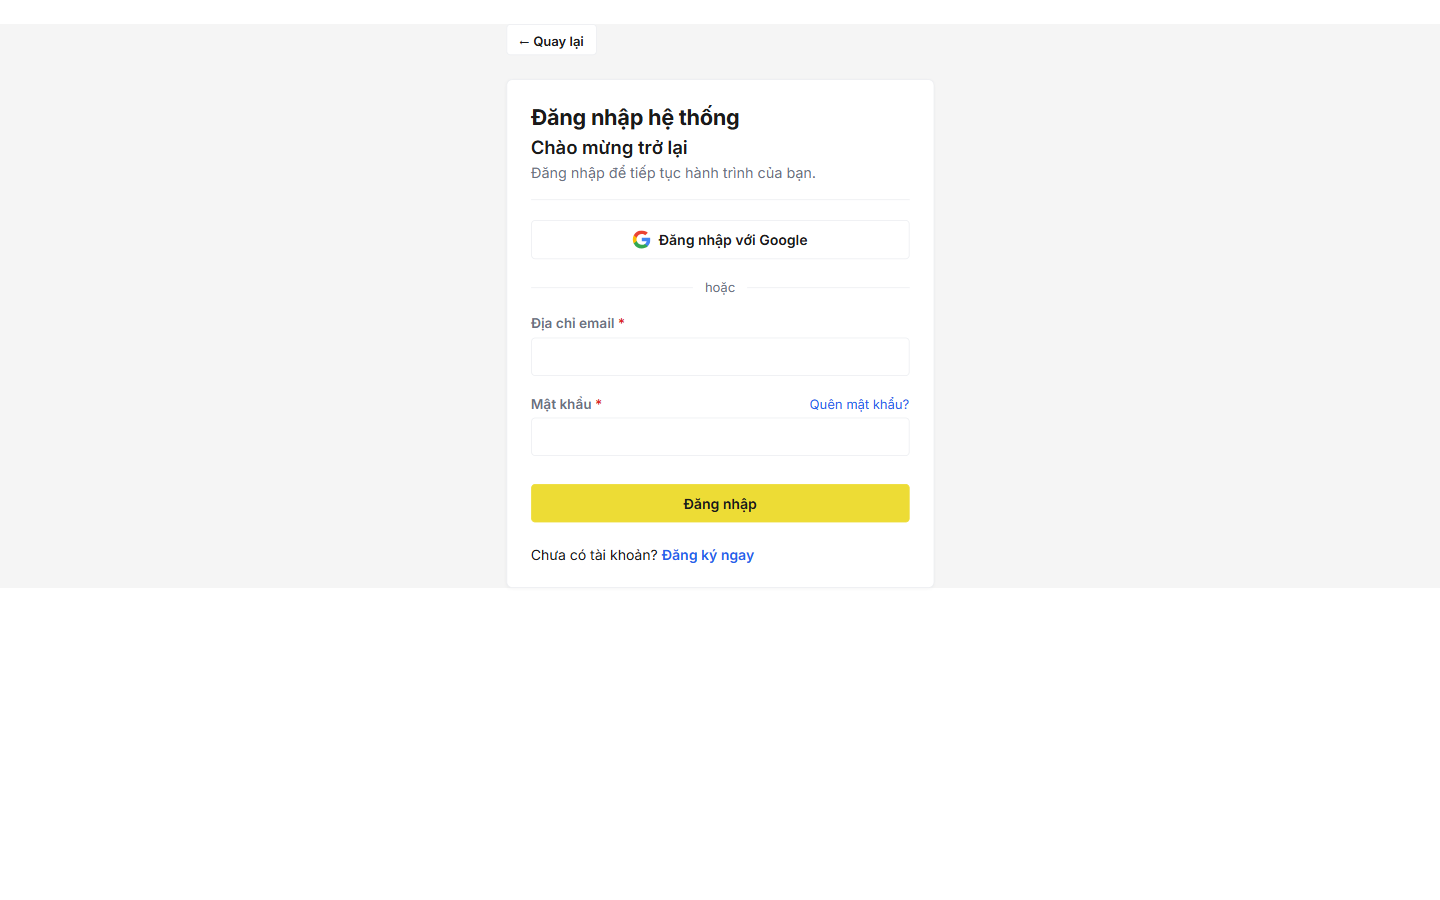 ← Quay lại
Đăng nhập hệ thống
Chào mừng trở lại
Đăng nhập để tiếp tục hành trình của bạn.
Đăng nhập với Google
hoặc
Địa chỉ email *
Mật khẩu * Quên mật khẩu?
Đăng nhập
Chưa có tài khoản? Đăng ký ngay